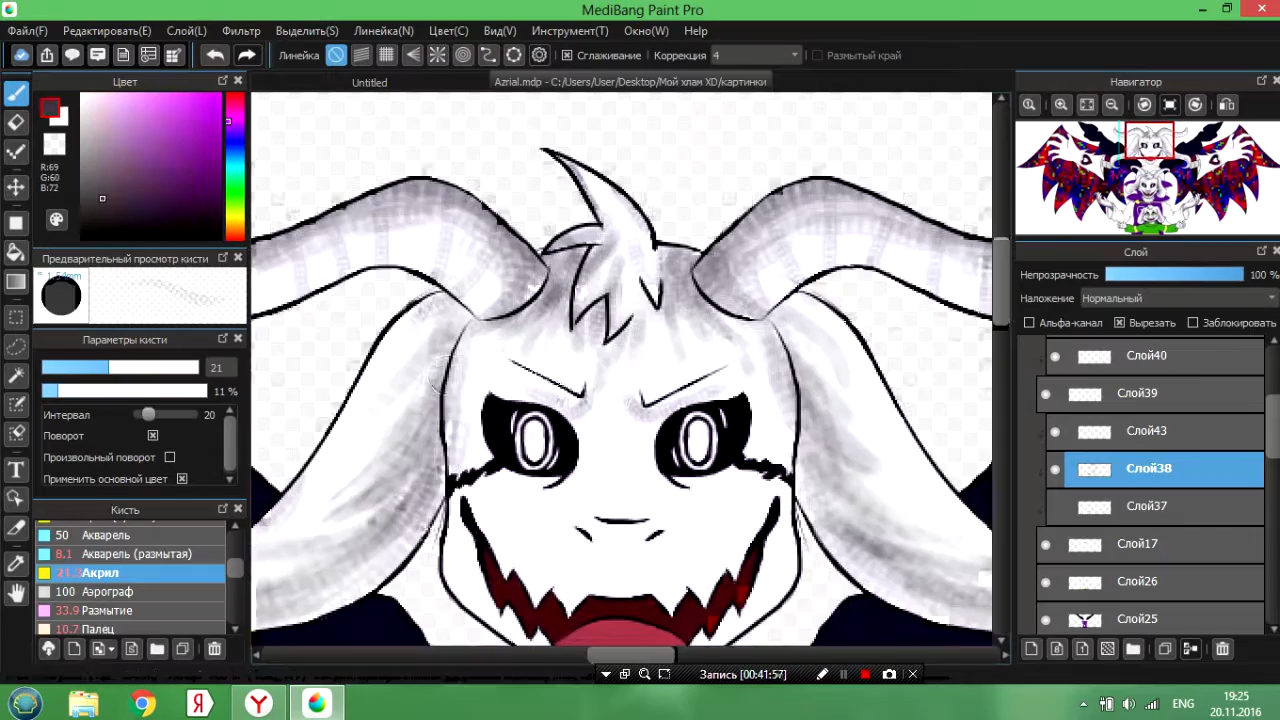 MediBang Paint Pro
Файл(F) Редактировать(E) Слой(L) Фильтр Выделить(S) Линейка(N) Цвет(C) Вид(V) Инструмент(T) Окно(W) Help
Линейка Сглаживание Коррекция 4 Размытый край
Цвет
Untitled
Azrial.mdp - C:/Users/User/Desktop/Мой хлам XD/картинки
Навигатор
R:69
G:60
B:72
Предварительный просмотр кисти
1.54mm
Параметры кисти
21
11 %
Интервал 20
Поворот
Произвольный поворот
Применить основной цвет
Кисть
50 Акварель
8.1 Акварель (размытая)
21.3 Акрил
100 Аэрограф
33.9 Размытие
10.7 Палец
Слой
Непрозрачность 100 %
Наложение Нормальный
Альфа-канал Вырезать Заблокировать
Слой40
Слой39
Слой43
Слой38
Слой37
Слой17
Слой26
Слой25
Запись [00:41:57]
ENG
19:25
20.11.2016